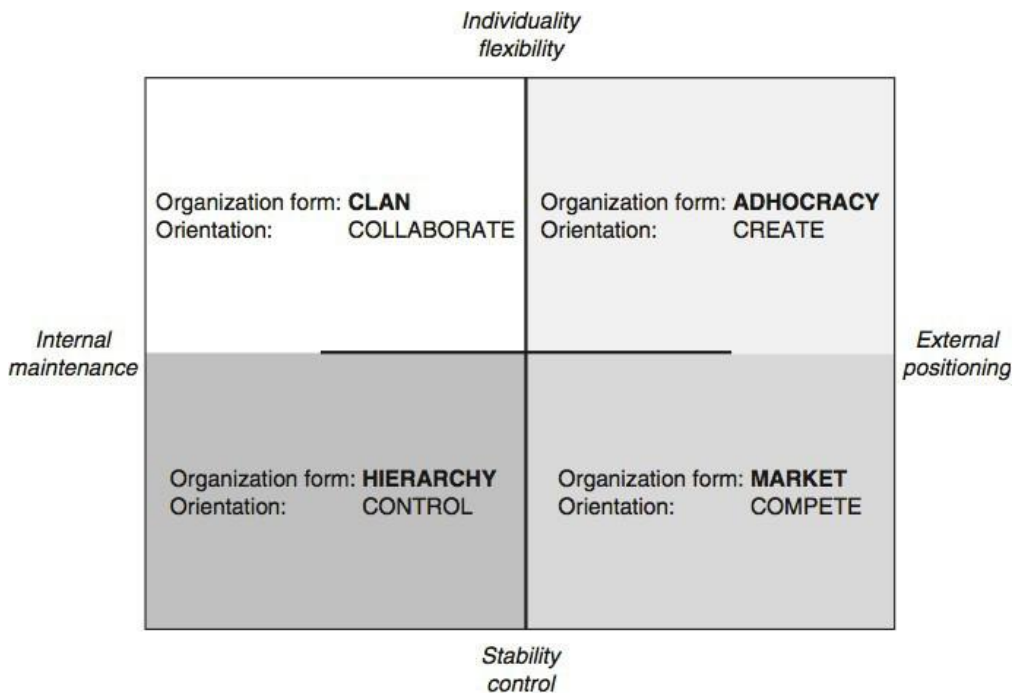 Individuality
flexibility
Organization form: CLAN
Orientation: COLLABORATE
Organization form: ADHOCRACY
Orientation: CREATE
Internal
maintenance
External
positioning
Organization form: HIERARCHY
Orientation: CONTROL
Organization form: MARKET
Orientation: COMPETE
Stability
control